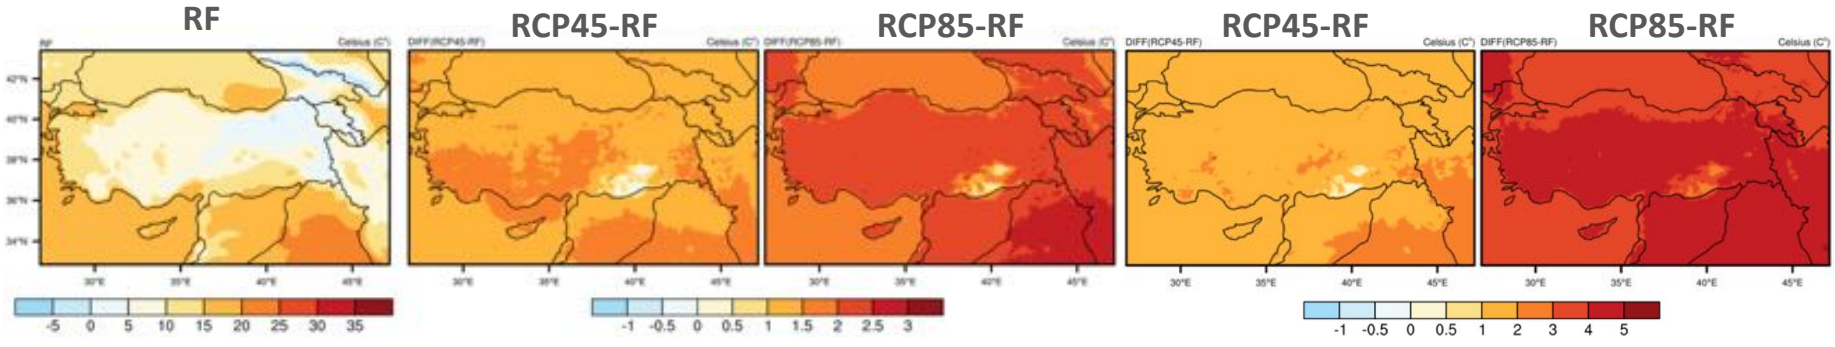 RF
RCP45-RF
RCP85-RF
RCP45-RF
RCP85-RF
RF
Celsius (C°)
DIFF(RCP45-RF)
Celsius (C°)
DIFF(RCP85-RF)
Celsius (C°)
DIFF(RCP45-RF)
Celsius (C°)
DIFF(RCP85-RF)
Celsius (C°)
42°N
40°N
38°N
36°N
34°N
30°E 35°E 40°E 45°E
30°E 35°E 40°E 45°E
30°E 35°E 40°E 45°E
30°E 35°E 40°E 45°E
30°E 35°E 40°E 45°E
-5 0 5 10 15 20 25 30 35
-1 -0.5 0 0.5 1 1.5 2 2.5 3
-1 -0.5 0 0.5 1 2 3 4 5